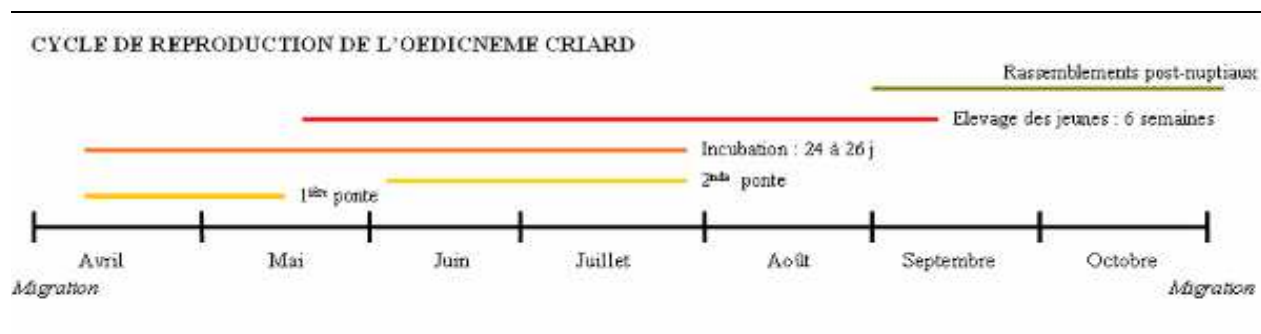 CYCLE DE REPRODUCTION DE L'OEDICNEME CRIARD
Rassemblements post-nuptiaux
Elevage des jeunes : 6 semaines
Incubation : 24 à 26 j
2nde ponte
1ière ponte
Avril Mai Juin Juillet Août Septembre Octobre
Migration Migration